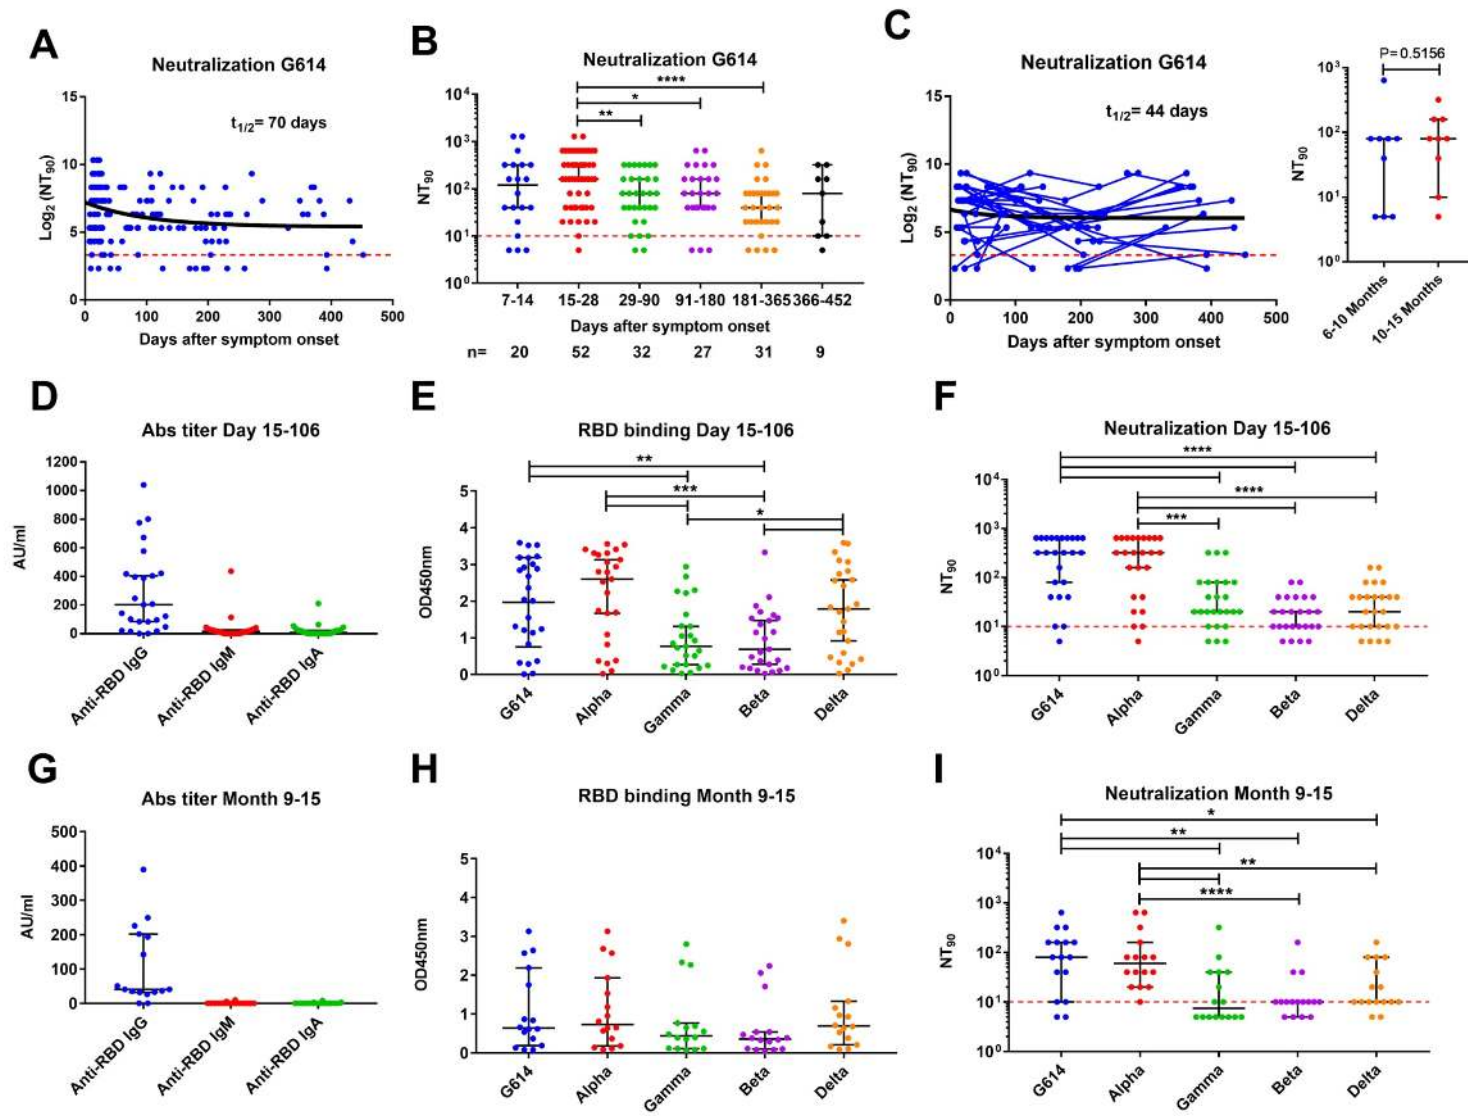 A
Neutralization G614
t1/2= 70 days
Log2 (NT90)
15
10
5
0
0 100 200 300 400 500
Days after symptom onset
B
Neutralization G614
****
*
**
NT90
10^4
10^3
10^2
10^1
10^0
7-14 15-28 29-90 91-180 181-365 366-452
Days after symptom onset
n= 20 52 32 27 31 9
C
Neutralization G614
t1/2= 44 days
Log2 (NT90)
15
10
5
0
0 100 200 300 400 500
Days after symptom onset
P=0.5156
NT90
10^3
10^2
10^1
10^0
6-10 Months 10-15 Months
D
Abs titer Day 15-106
AU/ml
1200
1000
800
600
400
200
0
Anti-RBD IgG Anti-RBD IgM Anti-RBD IgA
E
RBD binding Day 15-106
**
***
*
OD450nm
5
4
3
2
1
0
G614 Alpha Gamma Beta Delta
F
Neutralization Day 15-106
****
****
***
NT90
10^4
10^3
10^2
10^1
10^0
G614 Alpha Gamma Beta Delta
G
Abs titer Month 9-15
AU/ml
500
400
300
200
100
0
Anti-RBD IgG Anti-RBD IgM Anti-RBD IgA
H
RBD binding Month 9-15
OD450nm
5
4
3
2
1
0
G614 Alpha Gamma Beta Delta
I
Neutralization Month 9-15
*
**
**
****
NT90
10^4
10^3
10^2
10^1
10^0
G614 Alpha Gamma Beta Delta